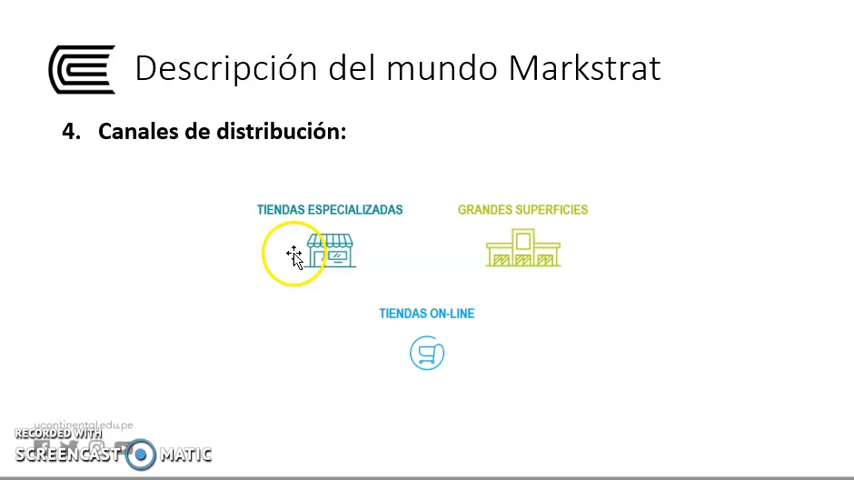 Descripción del mundo Markstrat
4. Canales de distribución:
TIENDAS ESPECIALIZADAS
GRANDES SUPERFICIES
TIENDAS ON-LINE
ucontinental.edu.pe
RECORDED WITH
SCREENCAST MATIC